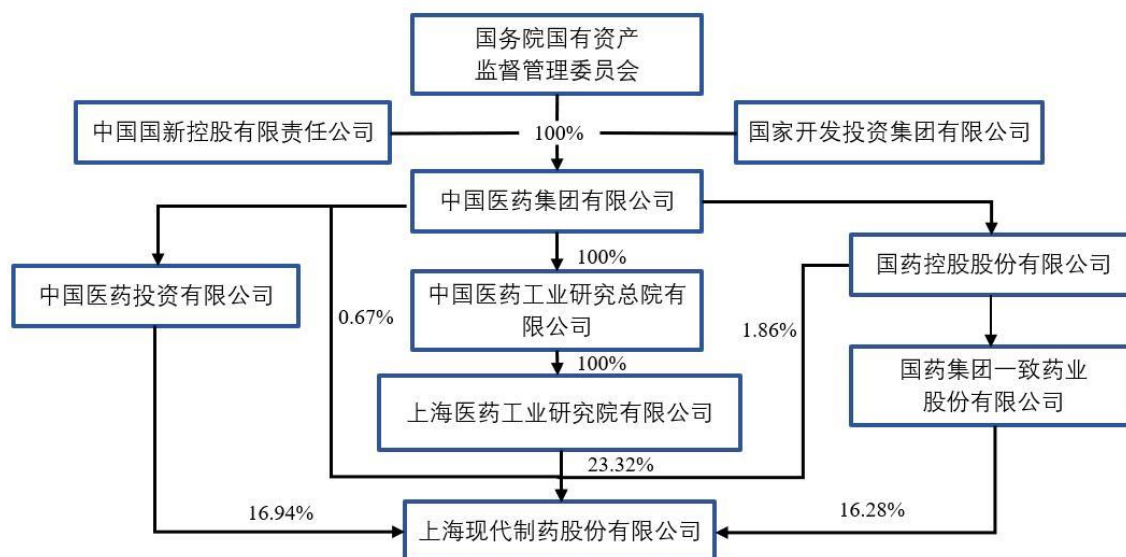 国务院国有资产
监督管理委员会
中国国新控股有限责任公司
100%
国家开发投资集团有限公司
中国医药集团有限公司
100%
中国医药投资有限公司
0.67%
中国医药工业研究总院有
限公司
1.86%
国药控股股份有限公司
100%
国药集团一致药业
股份有限公司
上海医药工业研究院有限公司
23.32%
16.94%
16.28%
上海现代制药股份有限公司